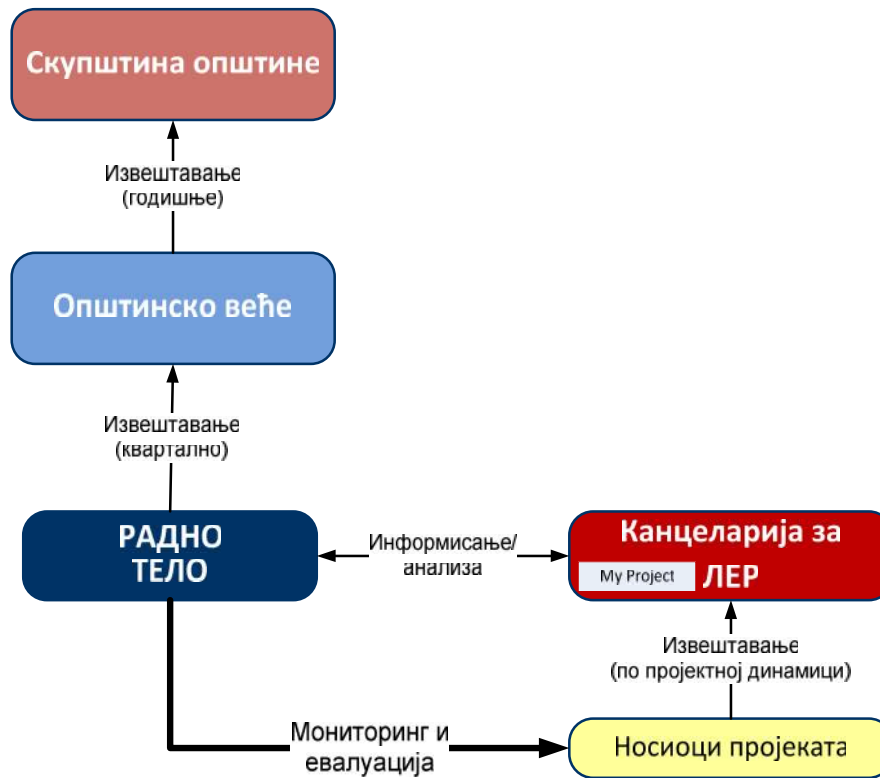 Скупштина општине
Извештавање
(годишње)
Општинско веће
Извештавање
(квартално)
РАДНО
ТЕЛО
Информисање/
анализа
Канцеларија за
My Project ЛЕР
Извештавање
(по пројектној динамици)
Мониторинг и
евалуација
Носиоци пројеката